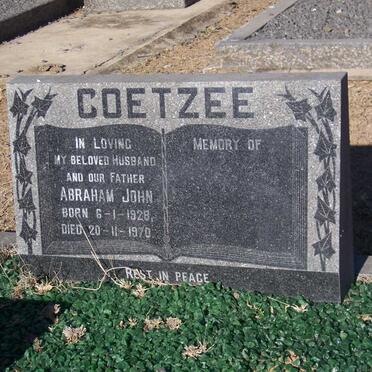 COETZEE
IN LOVING
MY BELOVED HUSBAND
AND OUR FATHER
ABRAHAM JOHN
BORN 6-1-1928,
DIED 20-11-1970
MEMORY OF
REST IN PEACE